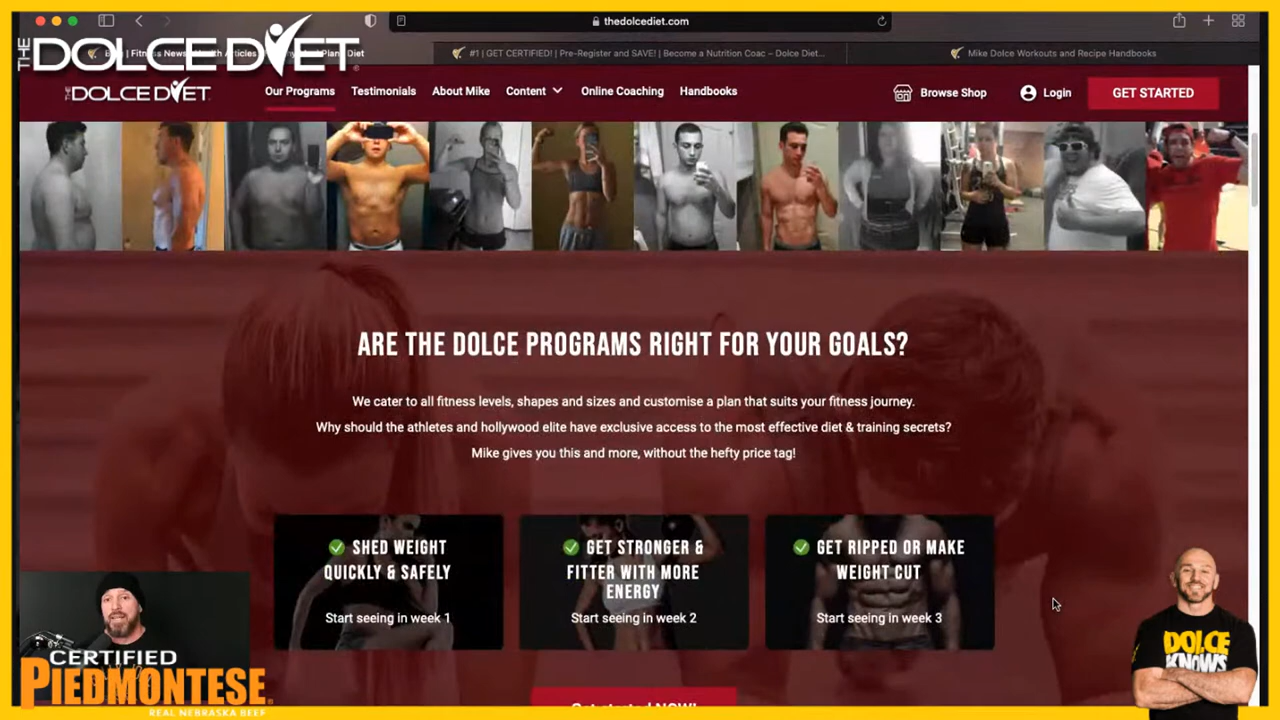 thedolcediet.com
THE DOLCE DIET
#1 | GET CERTIFIED! | Pre-Register and SAVE! | Become a Nutrition Coac – Dolce Diet...
Mike Dolce Workouts and Recipe Handbooks
THE DOLCE DIET
Our Programs
Testimonials
About Mike
Content
Online Coaching
Handbooks
Browse Shop
Login
GET STARTED
ARE THE DOLCE PROGRAMS RIGHT FOR YOUR GOALS?
We cater to all fitness levels, shapes and sizes and customise a plan that suits your fitness journey.
Why should the athletes and hollywood elite have exclusive access to the most effective diet & training secrets?
Mike gives you this and more, without the hefty price tag!
SHED WEIGHT
QUICKLY & SAFELY
Start seeing in week 1
GET STRONGER &
FITTER WITH MORE
ENERGY
Start seeing in week 2
GET RIPPED OR MAKE
WEIGHT CUT
Start seeing in week 3
Get started NOW!
CERTIFIED
PIEDMONTESE
REAL NEBRASKA BEEF
DOLCE
KNOWS